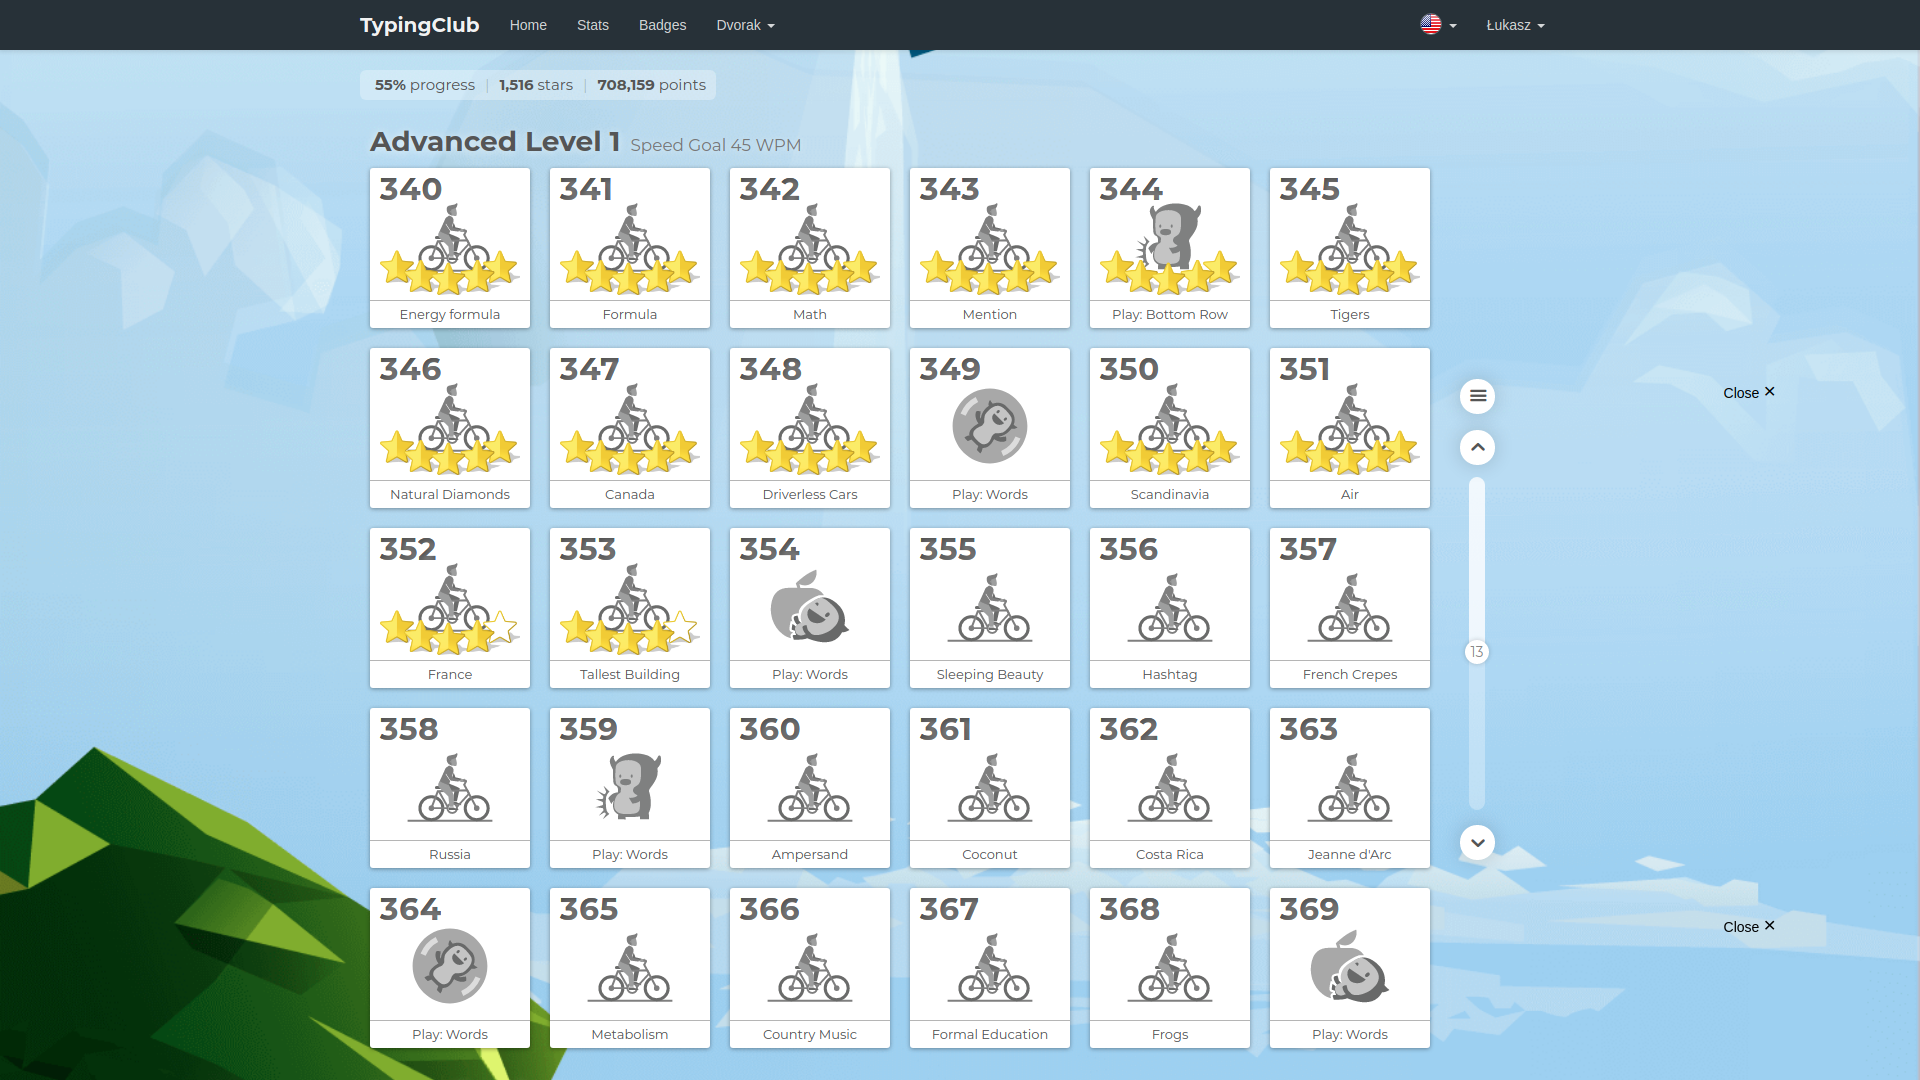 TypingClub Home Stats Badges Dvorak Łukasz
55% progress | 1,516 stars | 708,159 points
Advanced Level 1 Speed Goal 45 WPM
340 341 342 343 344 345
Energy formula Formula Math Mention Play: Bottom Row Tigers
346 347 348 349 350 351
Close ✕
Natural Diamonds Canada Driverless Cars Play: Words Scandinavia Air
352 353 354 355 356 357
13
France Tallest Building Play: Words Sleeping Beauty Hashtag French Crepes
358 359 360 361 362 363
Russia Play: Words Ampersand Coconut Costa Rica Jeanne d'Arc
364 365 366 367 368 369
Close ✕
Play: Words Metabolism Country Music Formal Education Frogs Play: Words